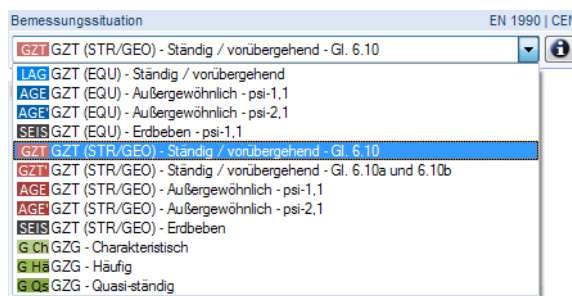 Bemessungssituation EN 1990 | CEN
GZT GZT (STR/GEO) - Ständig / vorübergehend - Gl. 6.10
LAG GZT (EQU) - Ständig / vorübergehend
AGE GZT (EQU) - Außergewöhnlich - psi-1,1
AGE' GZT (EQU) - Außergewöhnlich - psi-2,1
SEIS GZT (EQU) - Erdbeben - psi-1,1
GZT GZT (STR/GEO) - Ständig / vorübergehend - Gl. 6.10
GZT' GZT (STR/GEO) - Ständig / vorübergehend - Gl. 6.10a und 6.10b
AGE GZT (STR/GEO) - Außergewöhnlich - psi-1,1
AGE' GZT (STR/GEO) - Außergewöhnlich - psi-2,1
SEIS GZT (STR/GEO) - Erdbeben
G Ch GZG - Charakteristisch
G Hä GZG - Häufig
G Qs GZG - Quasi-ständig